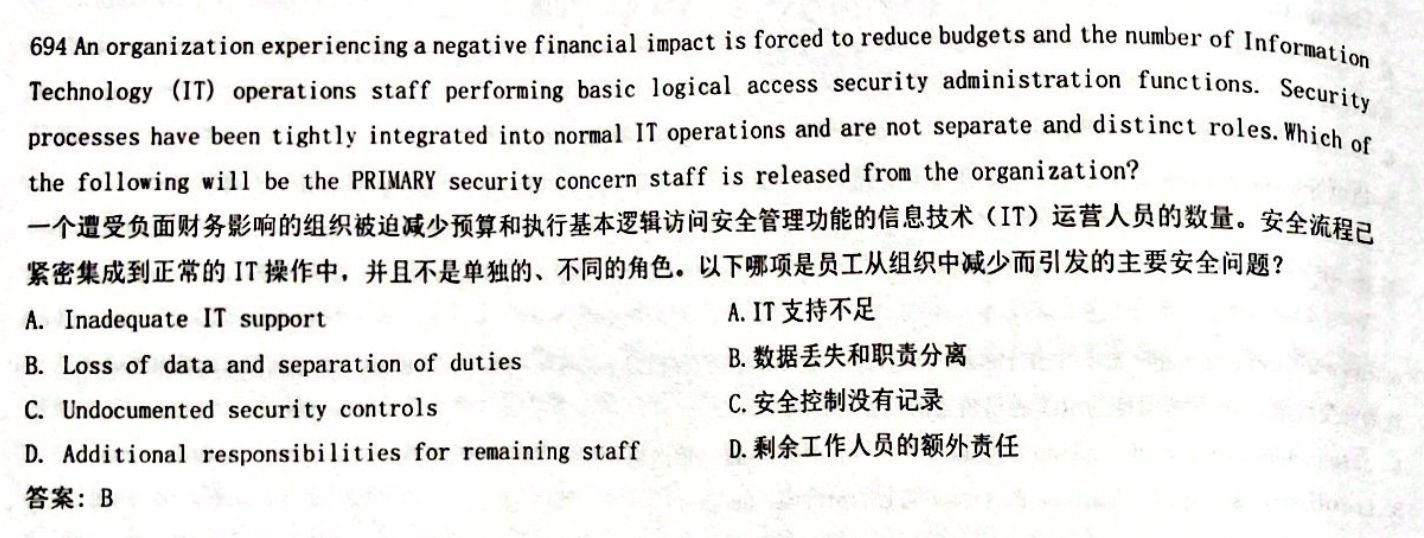 694 An organization experiencing a negative financial impact is forced to reduce budgets and the number of Information
Technology (IT) operations staff performing basic logical access security administration functions. Security
processes have been tightly integrated into normal IT operations and are not separate and distinct roles. Which of
the following will be the PRIMARY security concern staff is released from the organization?
一个遭受负面财务影响的组织被迫减少预算和执行基本逻辑访问安全管理功能的信息技术（IT）运营人员的数量。安全流程已
紧密集成到正常的 IT 操作中，并且不是单独的、不同的角色。以下哪项是员工从组织中减少而引发的主要安全问题？
A. Inadequate IT support A. IT 支持不足
B. Loss of data and separation of duties B. 数据丢失和职责分离
C. Undocumented security controls C. 安全控制没有记录
D. Additional responsibilities for remaining staff D. 剩余工作人员的额外责任
答案：B